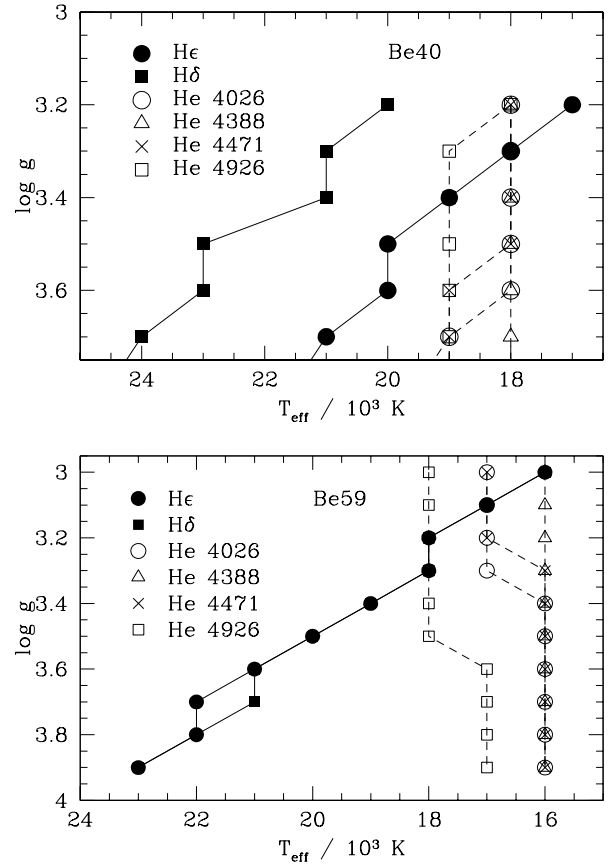 3
3.2
3.4
3.6
log g
Hε
Hδ
He 4026
He 4388
He 4471
He 4926
Be40
24
22
20
18
T_eff / 10³ K
3
3.2
3.4
3.6
3.8
4
log g
Hε
Hδ
He 4026
He 4388
He 4471
He 4926
Be59
24
22
20
18
16
T_eff / 10³ K